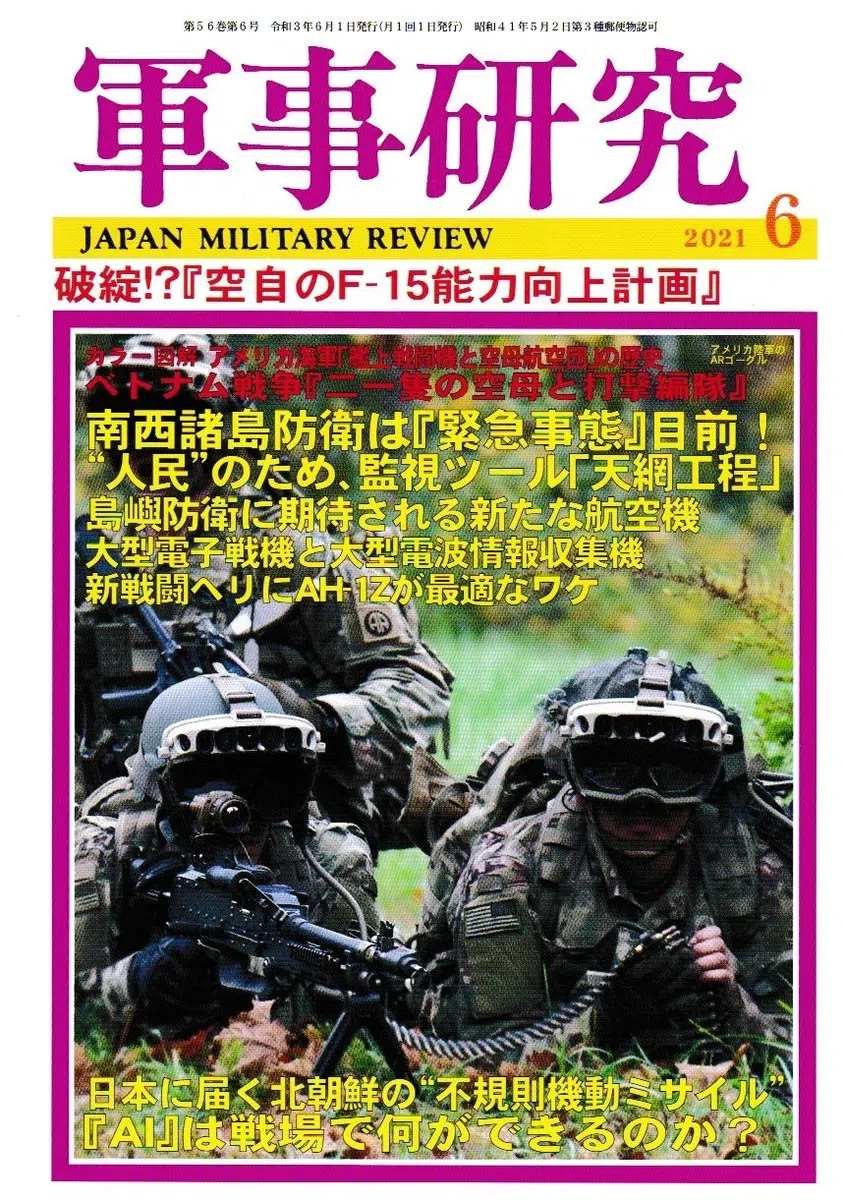 第56巻第6号 令和3年6月1日発行(月1回1日発行) 昭和41年5月2日第3種郵便物認可
軍事研究
JAPAN MILITARY REVIEW 2021 6
破綻!?『空自のF-15能力向上計画』
カラー図解 アメリカ海軍「艦上戦闘機と空母航空団」の歴史
アメリカ陸軍の
ARゴーグル
ベトナム戦争『二一隻の空母と打撃編隊』
南西諸島防衛は『緊急事態』目前!
“人民”のため、監視ツール「天網工程」
島嶼防衛に期待される新たな航空機
大型電子戦機と大型電波情報収集機
新戦闘ヘリにAH-1Zが最適なワケ
日本に届く北朝鮮の“不規則機動ミサイル”
『AI』は戦場で何ができるのか?